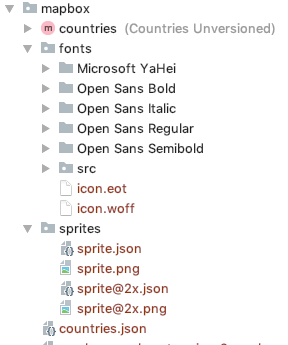 mapbox
m countries (Countries Unversioned)
fonts
Microsoft YaHei
Open Sans Bold
Open Sans Italic
Open Sans Regular
Open Sans Semibold
src
icon.eot
icon.woff
sprites
sprite.json
sprite.png
sprite@2x.json
sprite@2x.png
countries.json